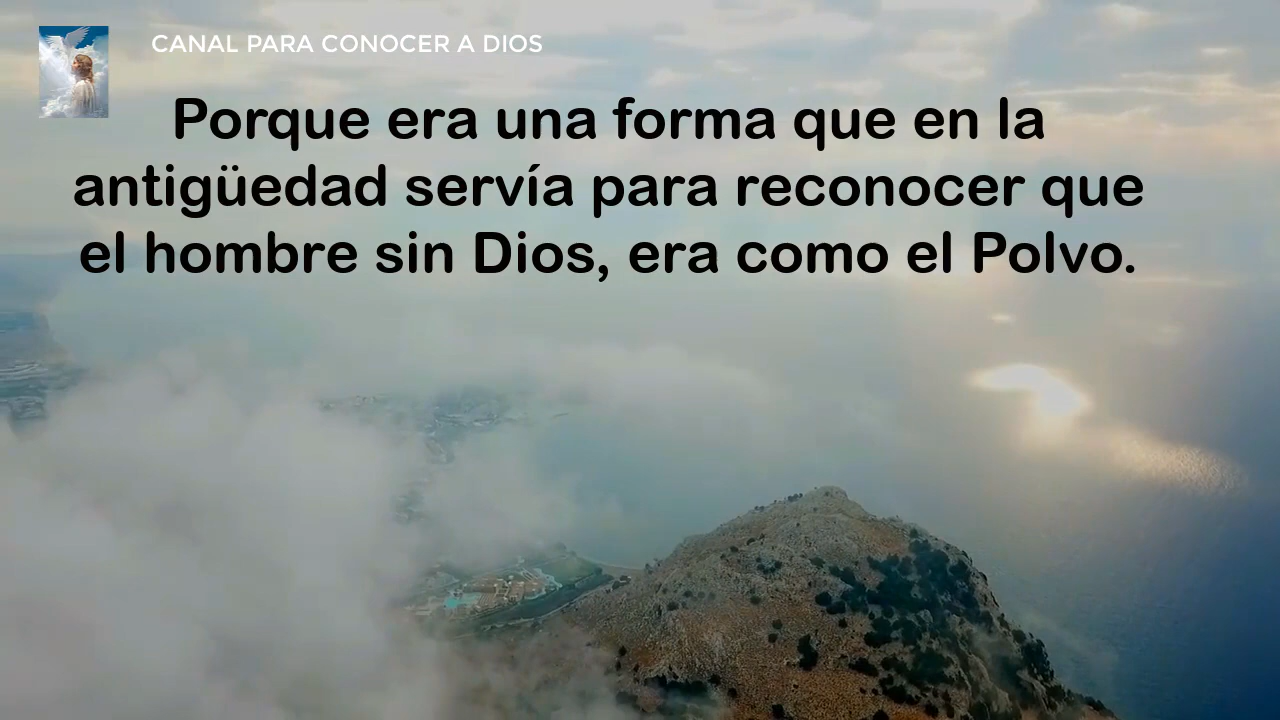 CANAL PARA CONOCER A DIOS
Porque era una forma que en la
antigüedad servía para reconocer que
el hombre sin Dios, era como el Polvo.